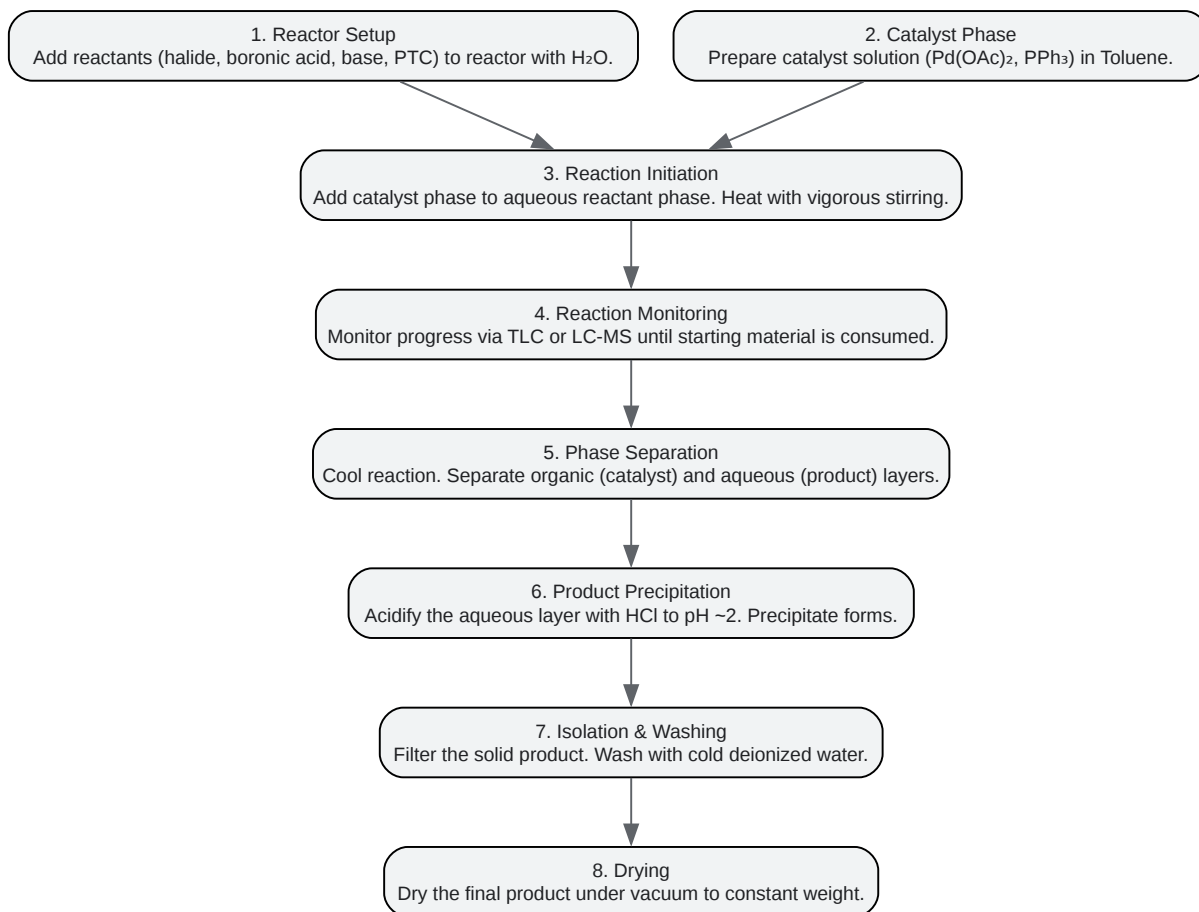 1. Reactor Setup
Add reactants (halide, boronic acid, base, PTC) to reactor with H₂O.
2. Catalyst Phase
Prepare catalyst solution (Pd(OAc)₂, PPh₃) in Toluene.
3. Reaction Initiation
Add catalyst phase to aqueous reactant phase. Heat with vigorous stirring.
4. Reaction Monitoring
Monitor progress via TLC or LC-MS until starting material is consumed.
5. Phase Separation
Cool reaction. Separate organic (catalyst) and aqueous (product) layers.
6. Product Precipitation
Acidify the aqueous layer with HCl to pH ~2. Precipitate forms.
7. Isolation & Washing
Filter the solid product. Wash with cold deionized water.
8. Drying
Dry the final product under vacuum to constant weight.